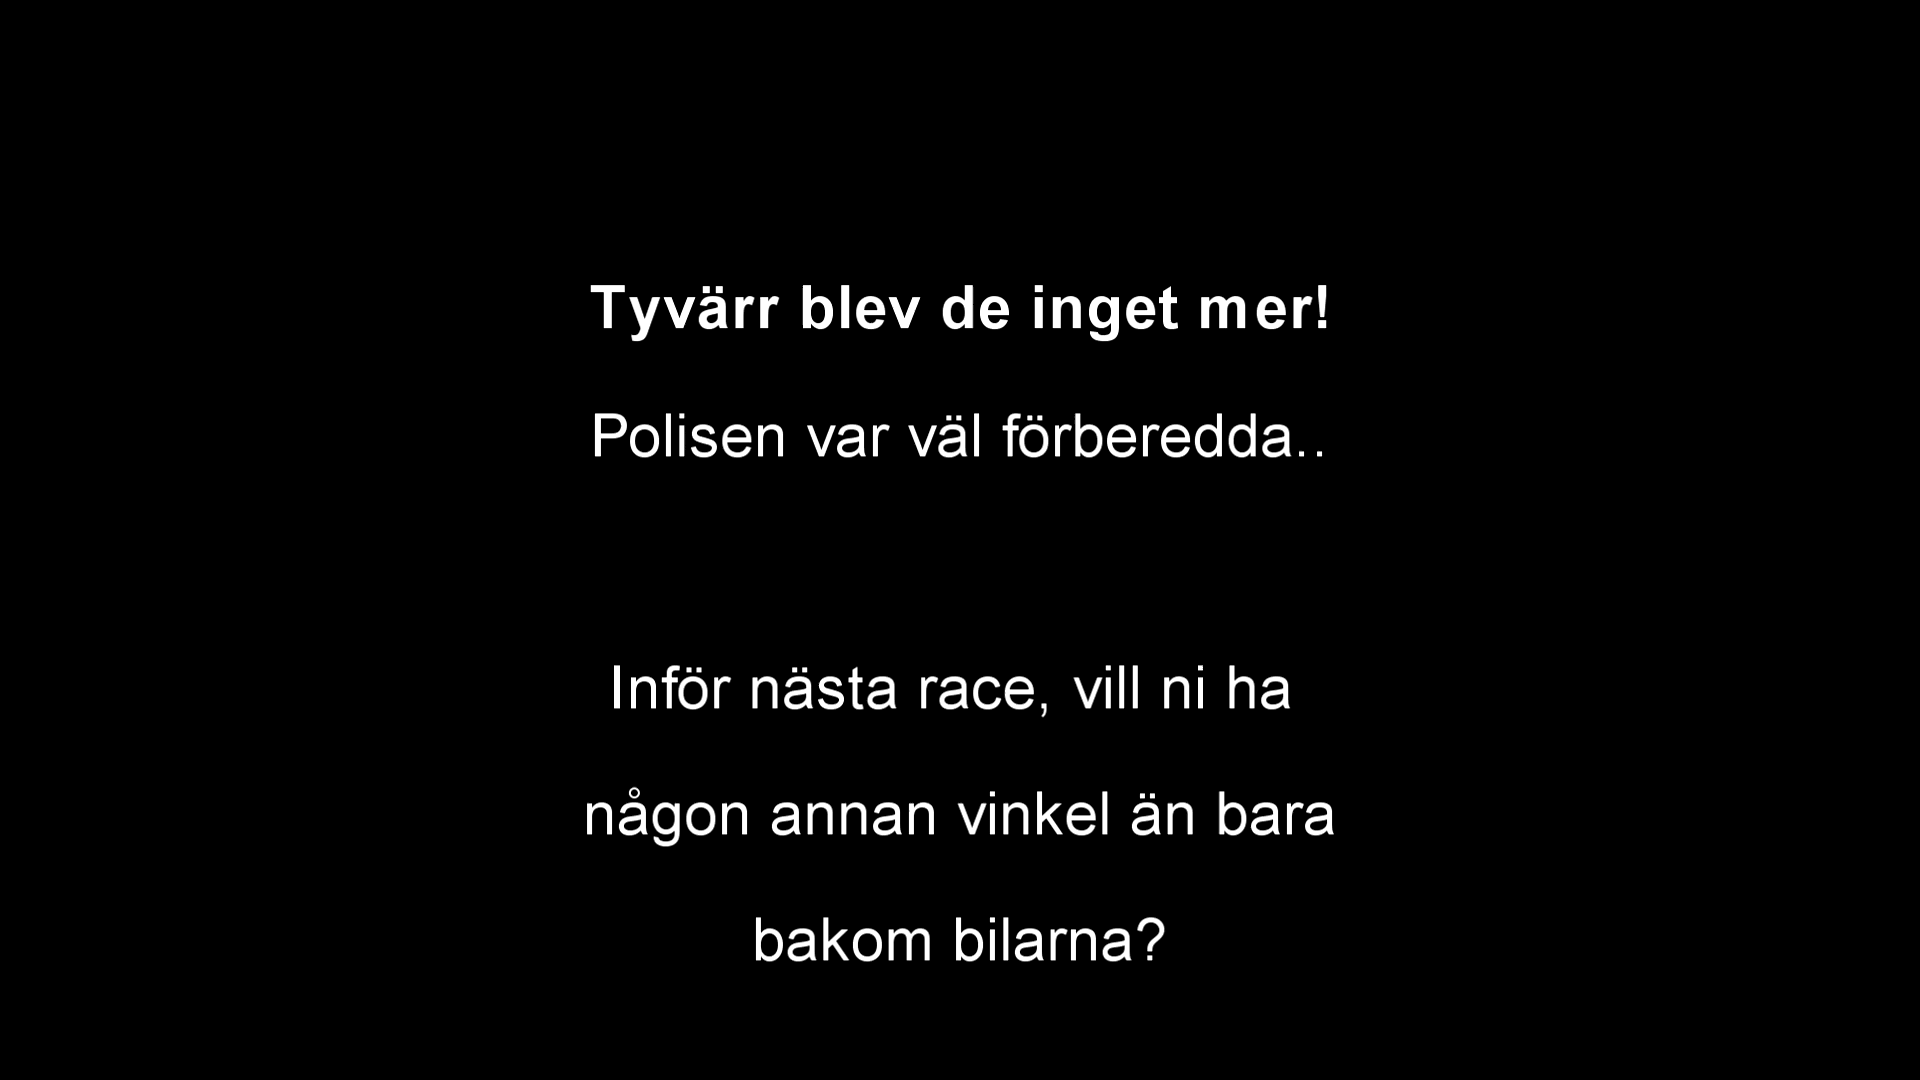 Tyvärr blev de inget mer!
Polisen var väl förberedda..
Inför nästa race, vill ni ha
någon annan vinkel än bara
bakom bilarna?